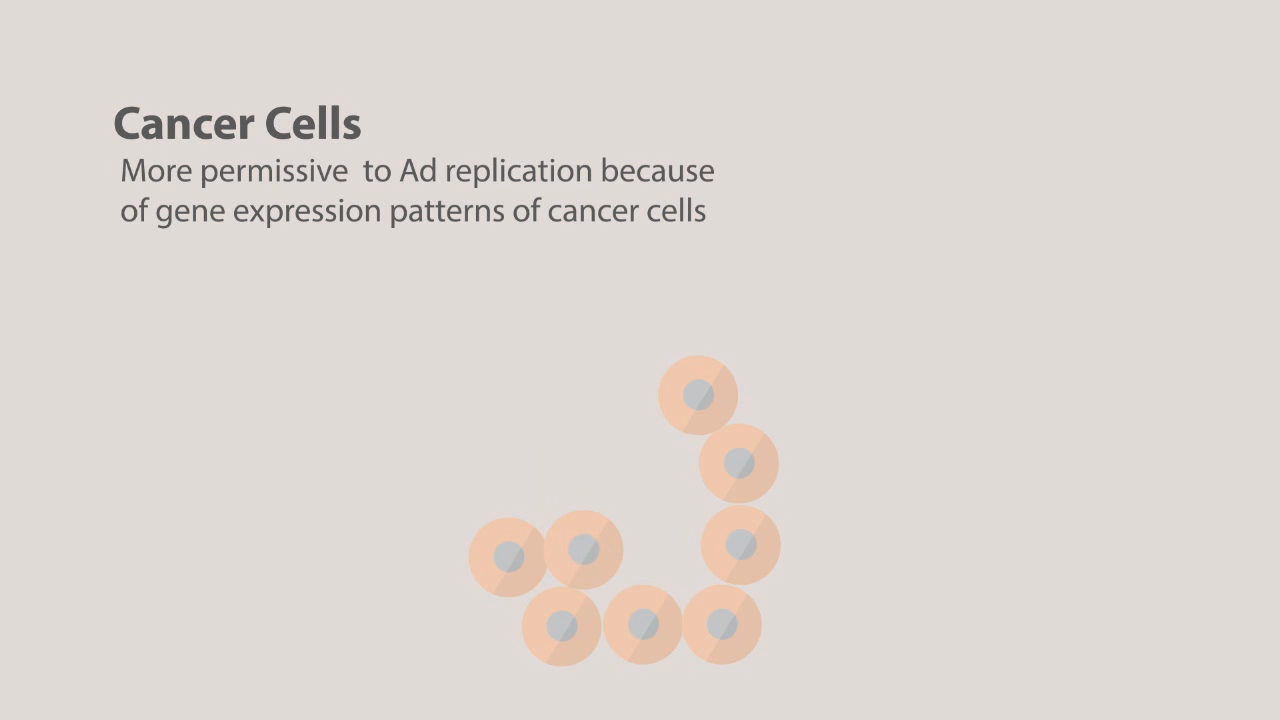 Cancer Cells
More permissive  to Ad replication because
of gene expression patterns of cancer cells